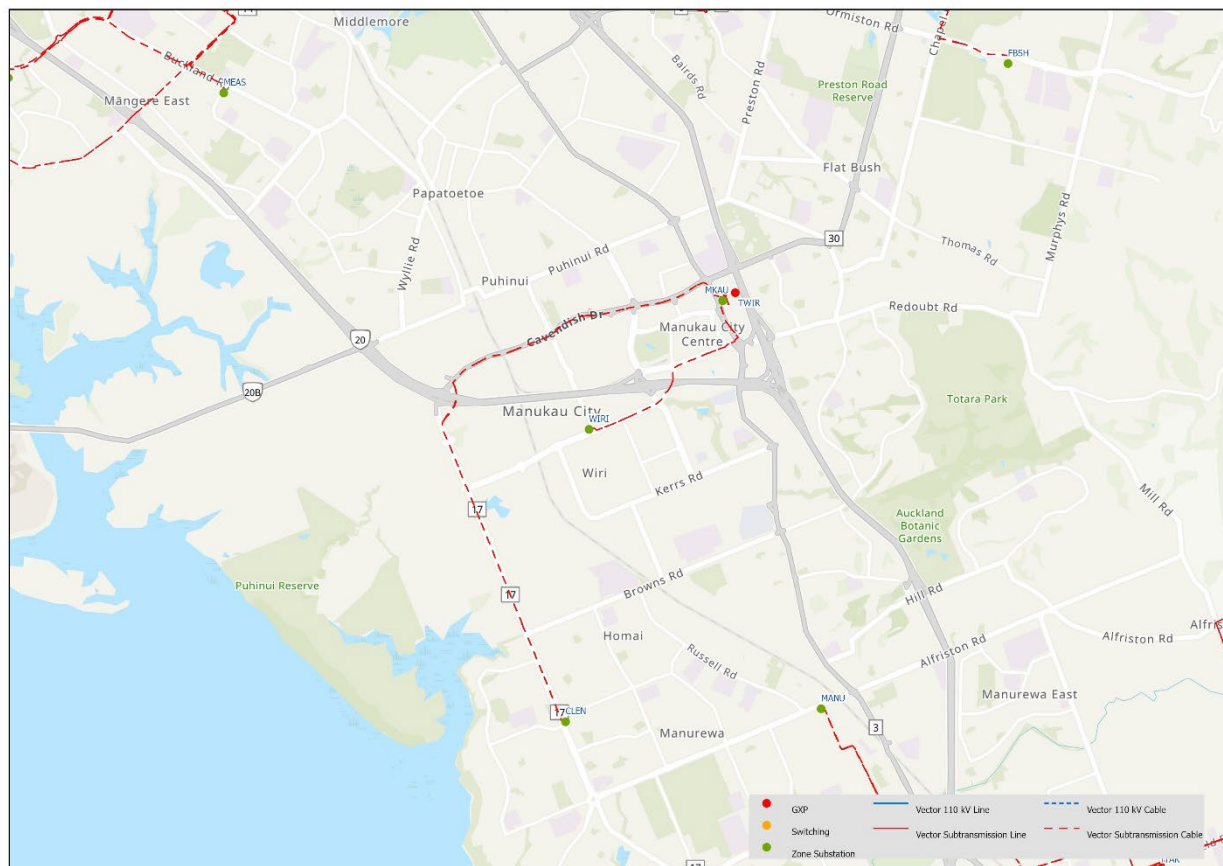 Middlemore
Ormiston Rd
Chapel
Bairds Rd
Preston Rd
FBSH
Buckland R
MEAS
Preston Road
Reserve
Māngere East
Flat Bush
Murphys Rd
Papatoetoe
30
Thomas Rd
Wyllie Rd
Puhinui Rd
Puhinui
MKAU
TWIR
Redoubt Rd
Cavendish Dr
Manukau City
Centre
20
20B
Totara Park
Manukau City
WIRI
Wiri
Kerrs Rd
Mill Rd
17
Auckland
Botanic
Gardens
Puhinui Reserve
17
Browns Rd
Hill Rd
Homai
Alfriston Rd
Alfriston Rd
Alfris
Russell Rd
Manurewa East
MANU
17
CLEN
Manurewa
3
GXP
Vector 110 kV Line
Vector 110 kV Cable
Switching
Vector Subtransmission Line
Vector Subtransmission Cable
Zone Substation
17